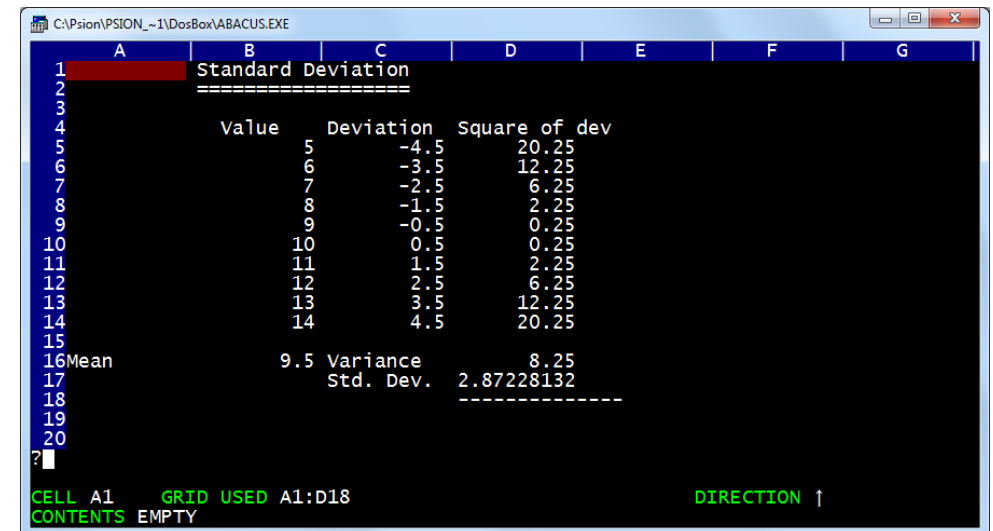 C:\Psion\PSION_~1\DosBox\ABACUS.EXE
A | B | C | D | E | F | G |
1 Standard Deviation
2 ==================
3
4 Value Deviation Square of dev
5 5 -4.5 20.25
6 6 -3.5 12.25
7 7 -2.5 6.25
8 8 -1.5 2.25
9 9 -0.5 0.25
10 10 0.5 0.25
11 11 1.5 2.25
12 12 2.5 6.25
13 13 3.5 12.25
14 14 4.5 20.25
15
16Mean 9.5 Variance 8.25
17 Std. Dev. 2.87228132
18 --------------
19
20
?
CELL A1 GRID USED A1:D18 DIRECTION ↑
CONTENTS EMPTY